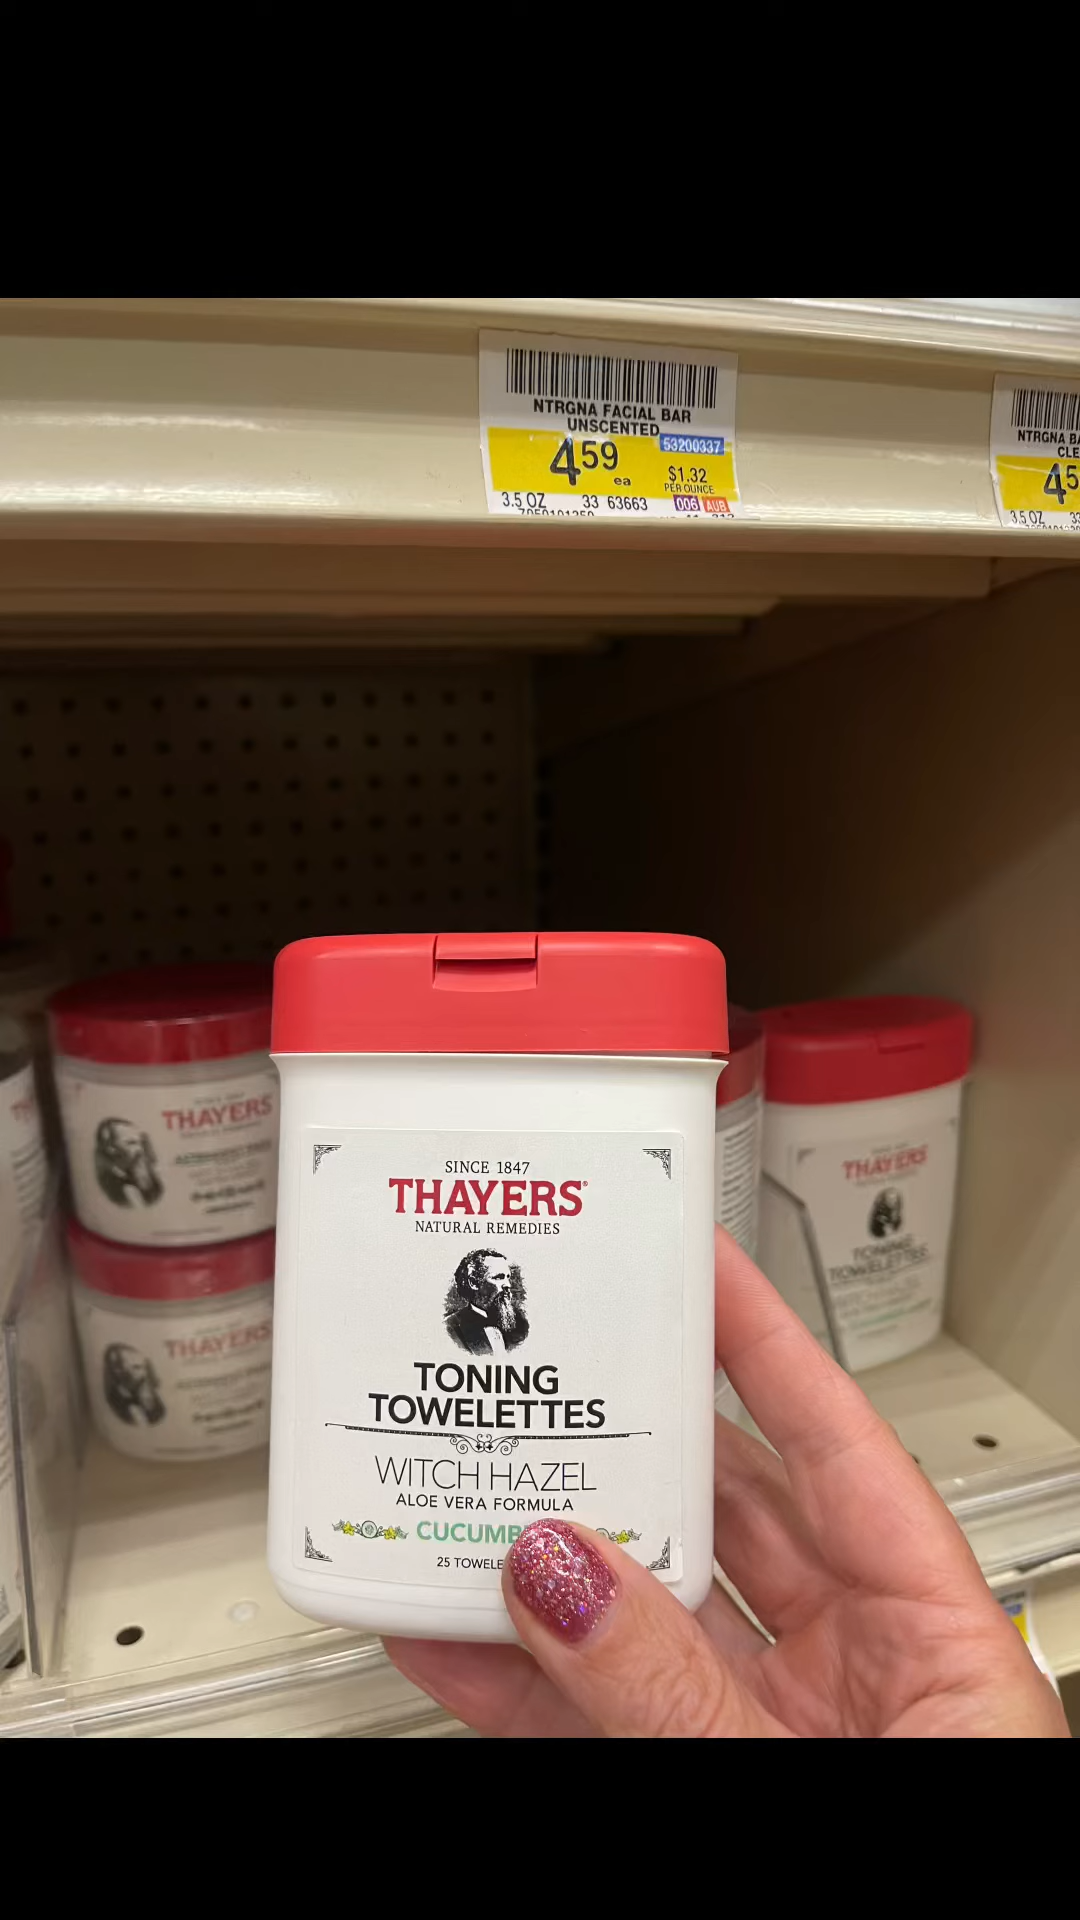 NTRGNA FACIAL BAR
UNSCENTED
53200337
4 59 ea
$1.32
PER OUNCE
3.5 OZ 33 63663 006 AUB
NTRGNA
CLE
3.5 OZ
THAYERS
THAYERS
THAYERS
TONING
TOWELETTES
SINCE 1847
THAYERS®
NATURAL REMEDIES
TONING
TOWELETTES
WITCH HAZEL
ALOE VERA FORMULA
CUCUMB
25 TOWELE